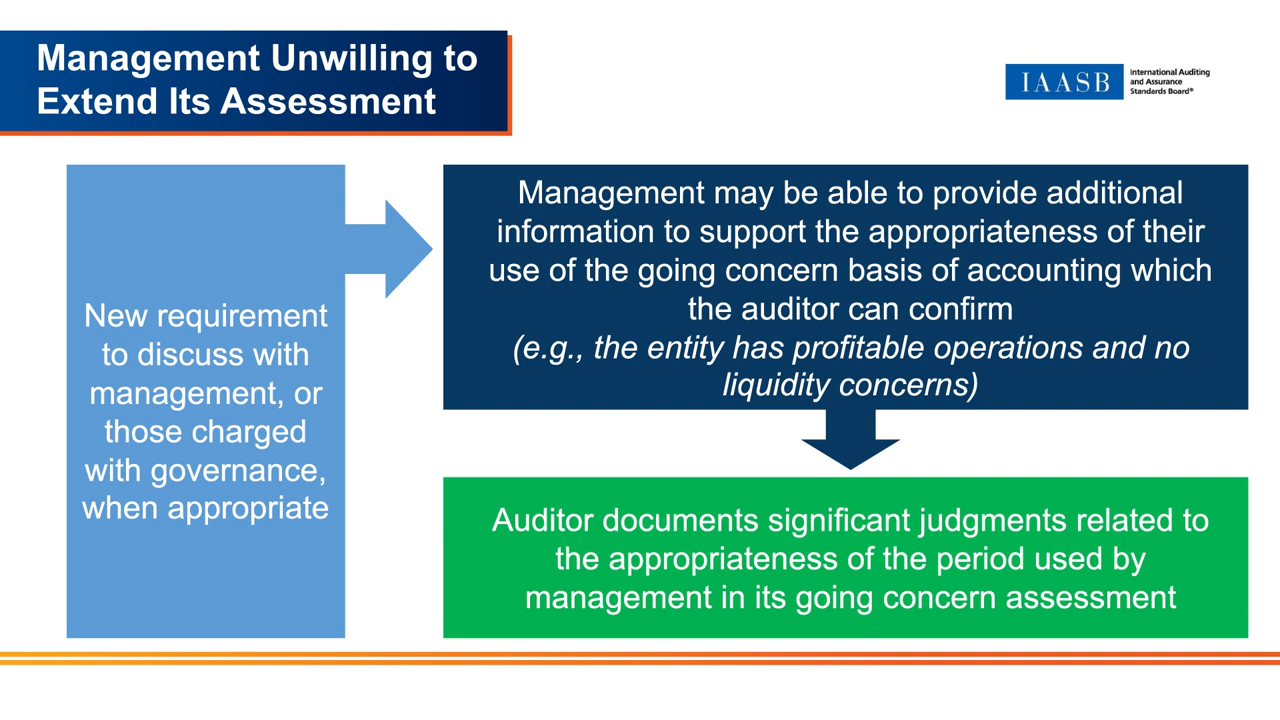 Management Unwilling to
Extend Its Assessment
IAASB
International Auditing
and Assurance
Standards Board®
New requirement
to discuss with
management, or
those charged
with governance,
when appropriate
Management may be able to provide additional
information to support the appropriateness of their
use of the going concern basis of accounting which
the auditor can confirm
(e.g., the entity has profitable operations and no
liquidity concerns)
Auditor documents significant judgments related to
the appropriateness of the period used by
management in its going concern assessment